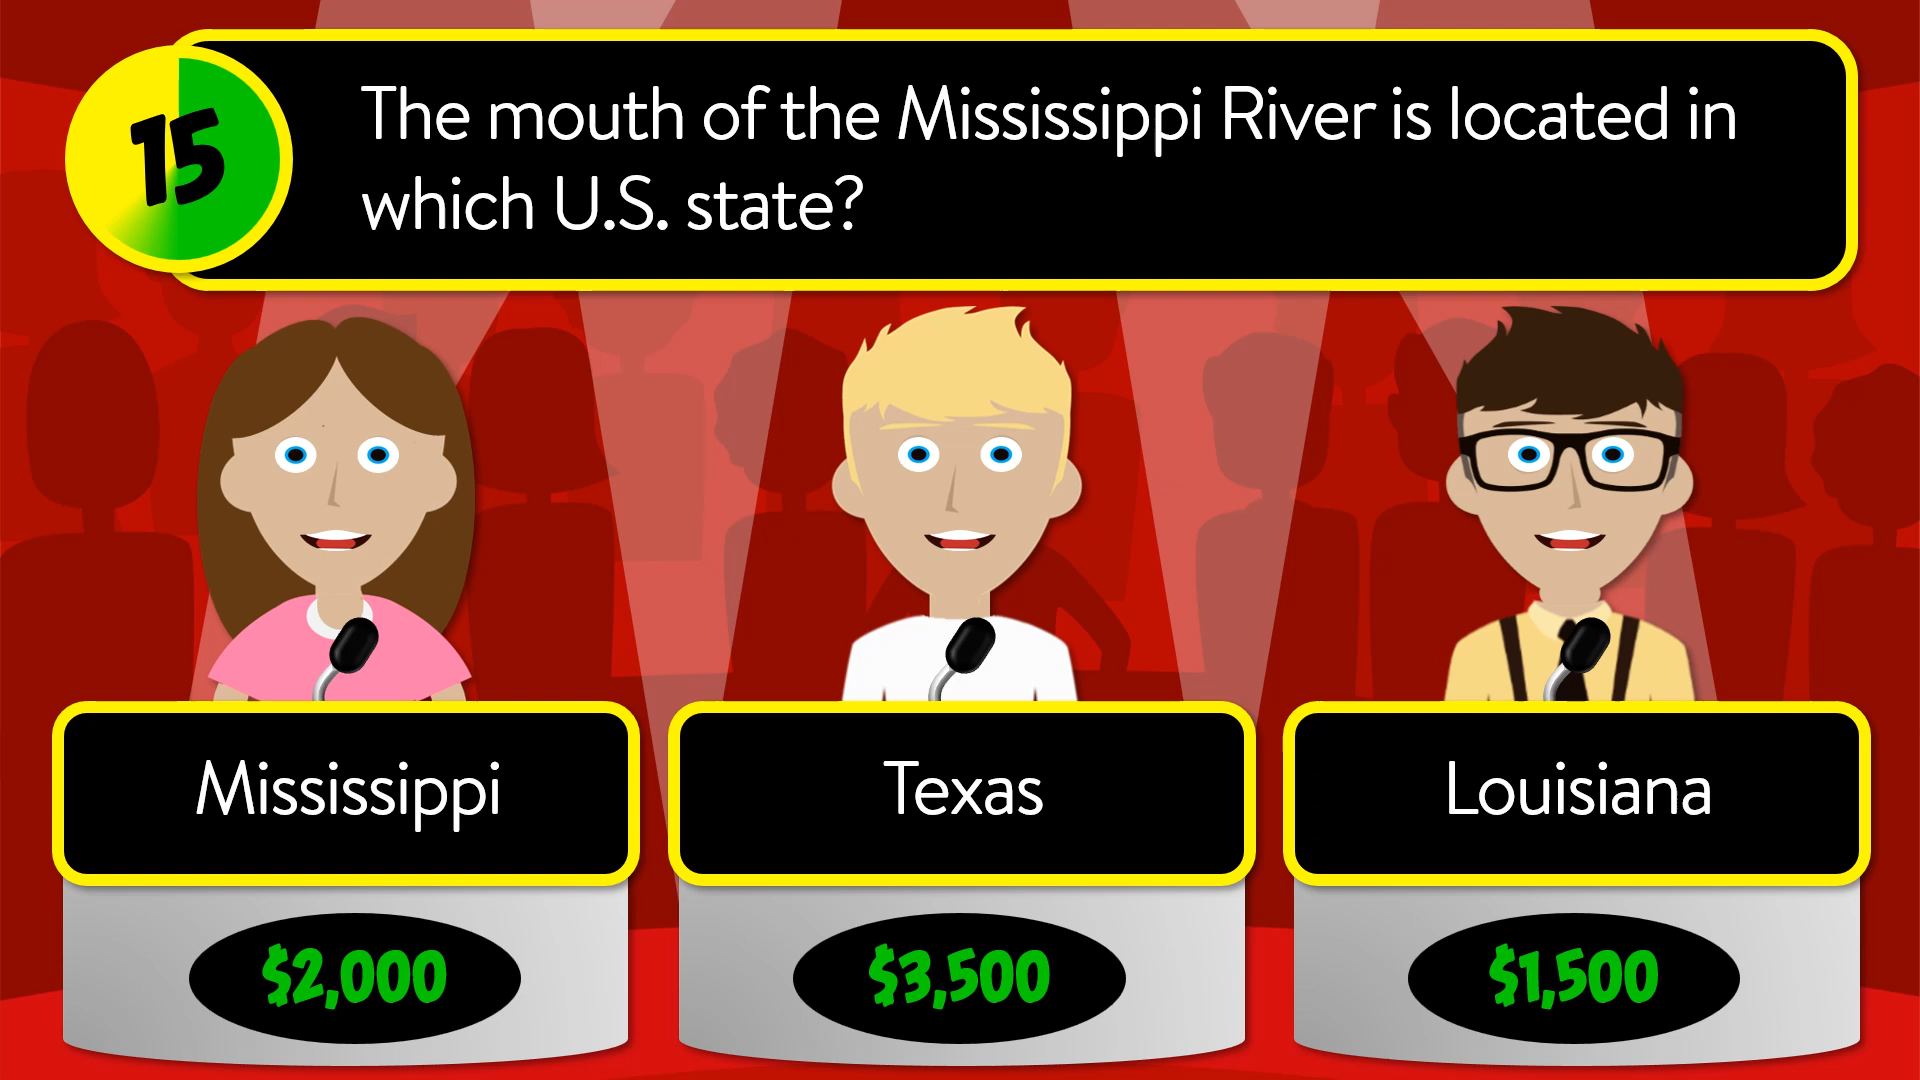 15
The mouth of the Mississippi River is located in
which U.S. state?
Mississippi
Texas
Louisiana
$2,000
$3,500
$1,500